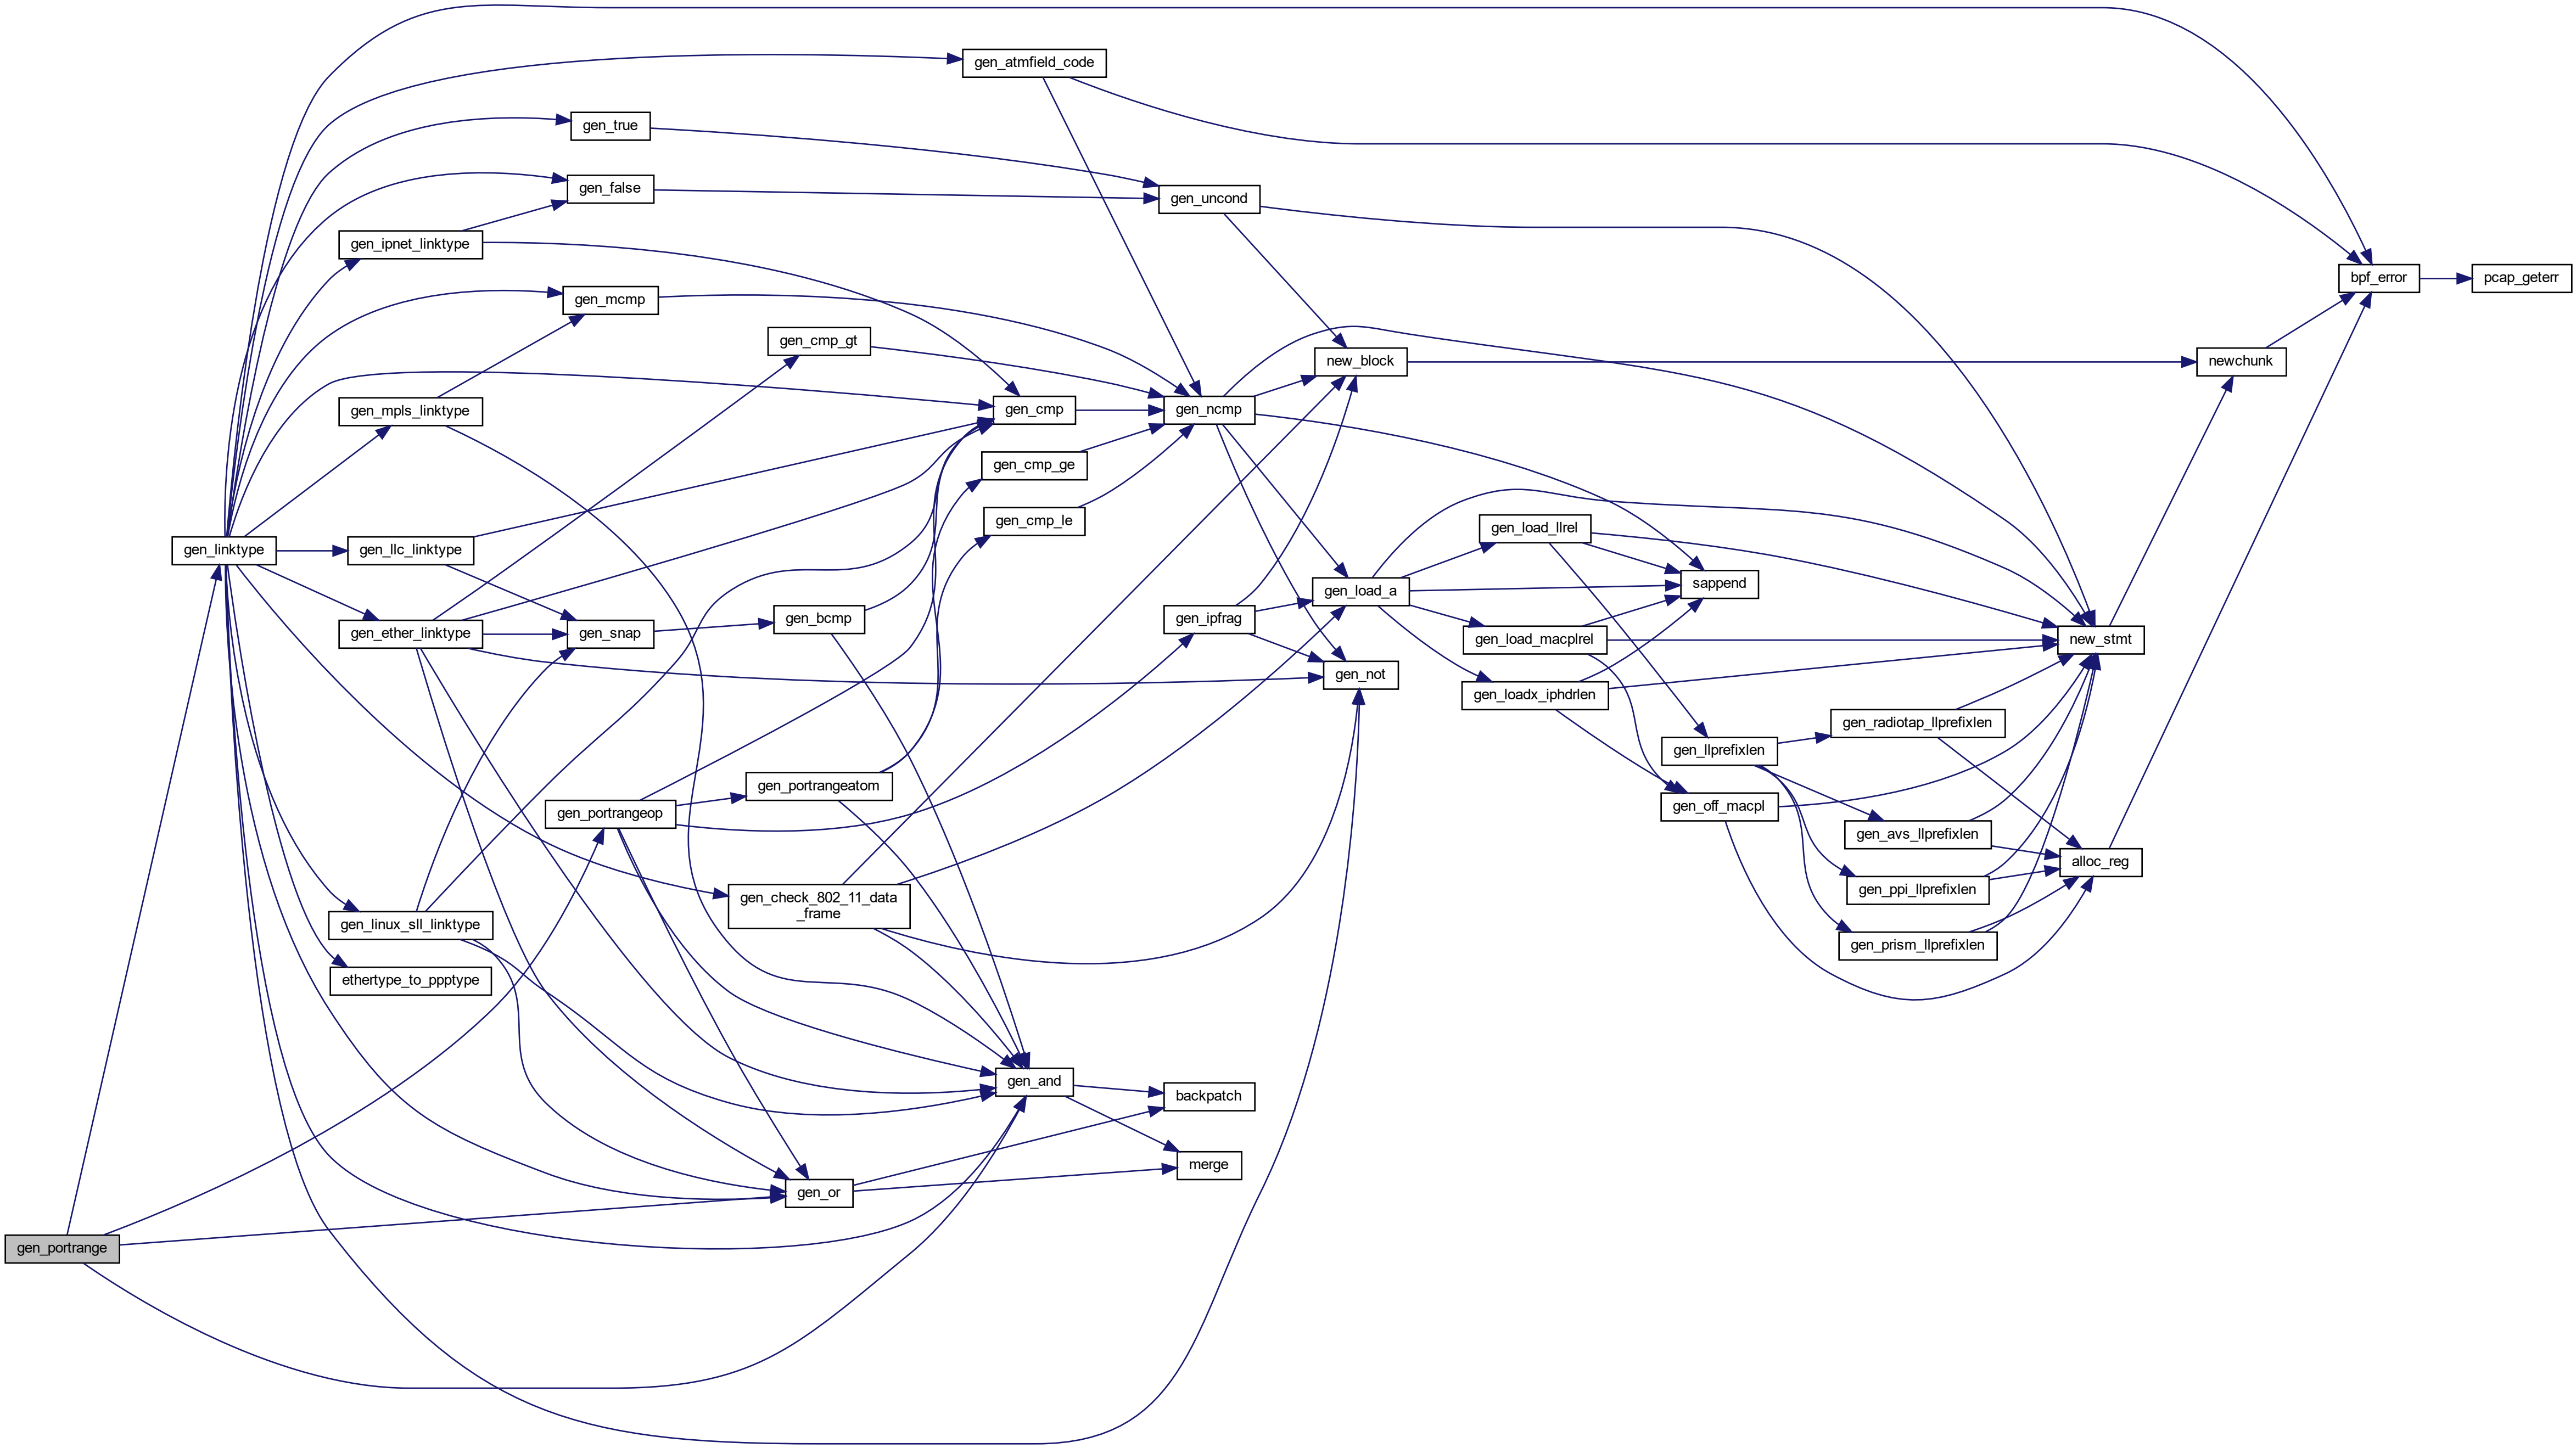 gen_atmfield_code
gen_true
gen_false
gen_uncond
gen_ipnet_linktype
bpf_error
pcap_geterr
gen_mcmp
gen_cmp_gt
new_block
newchunk
gen_mpls_linktype
gen_cmp
gen_ncmp
gen_cmp_ge
gen_cmp_le
gen_load_llrel
gen_linktype
gen_llc_linktype
sappend
gen_load_a
gen_bcmp
gen_ipfrag
gen_ether_linktype
gen_snap
gen_load_macplrel
new_stmt
gen_not
gen_loadx_iphdrlen
gen_radiotap_llprefixlen
gen_llprefixlen
gen_portrangeatom
gen_portrangeop
gen_off_macpl
gen_avs_llprefixlen
alloc_reg
gen_ppi_llprefixlen
gen_check_802_11_data
_frame
gen_linux_sll_linktype
gen_prism_llprefixlen
ethertype_to_ppptype
gen_and
backpatch
merge
gen_or
gen_portrange